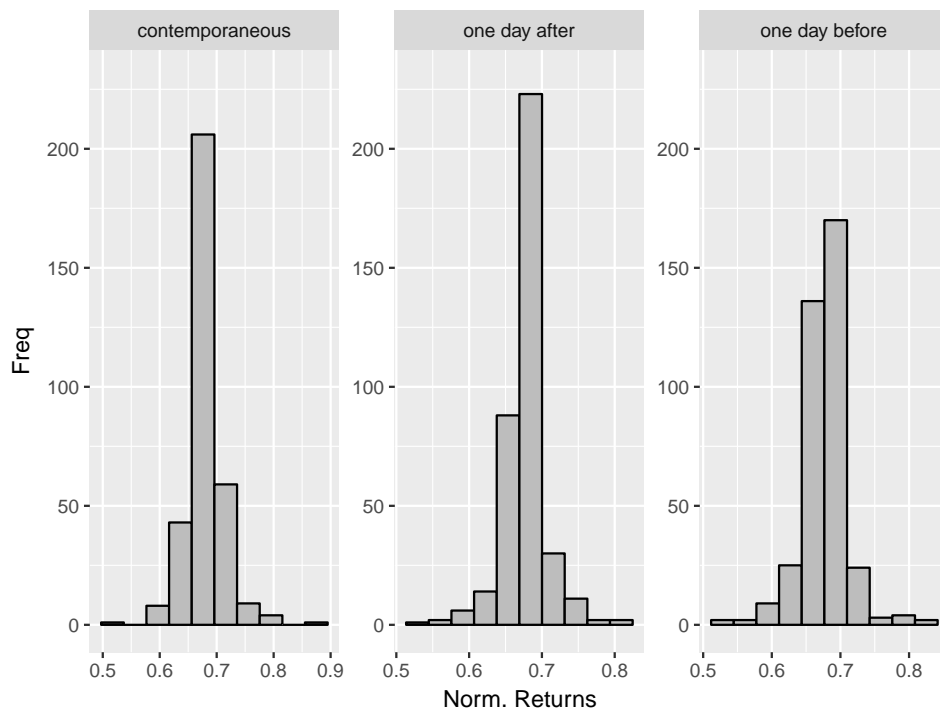 contemporaneous one day after one day before
200 200 200
150 150 150
100 100 100
50 50 50
0 0 0
0.5 0.6 0.7 0.8 0.9 0.5 0.6 0.7 0.8 0.5 0.6 0.7 0.8
Freq
Norm. Returns